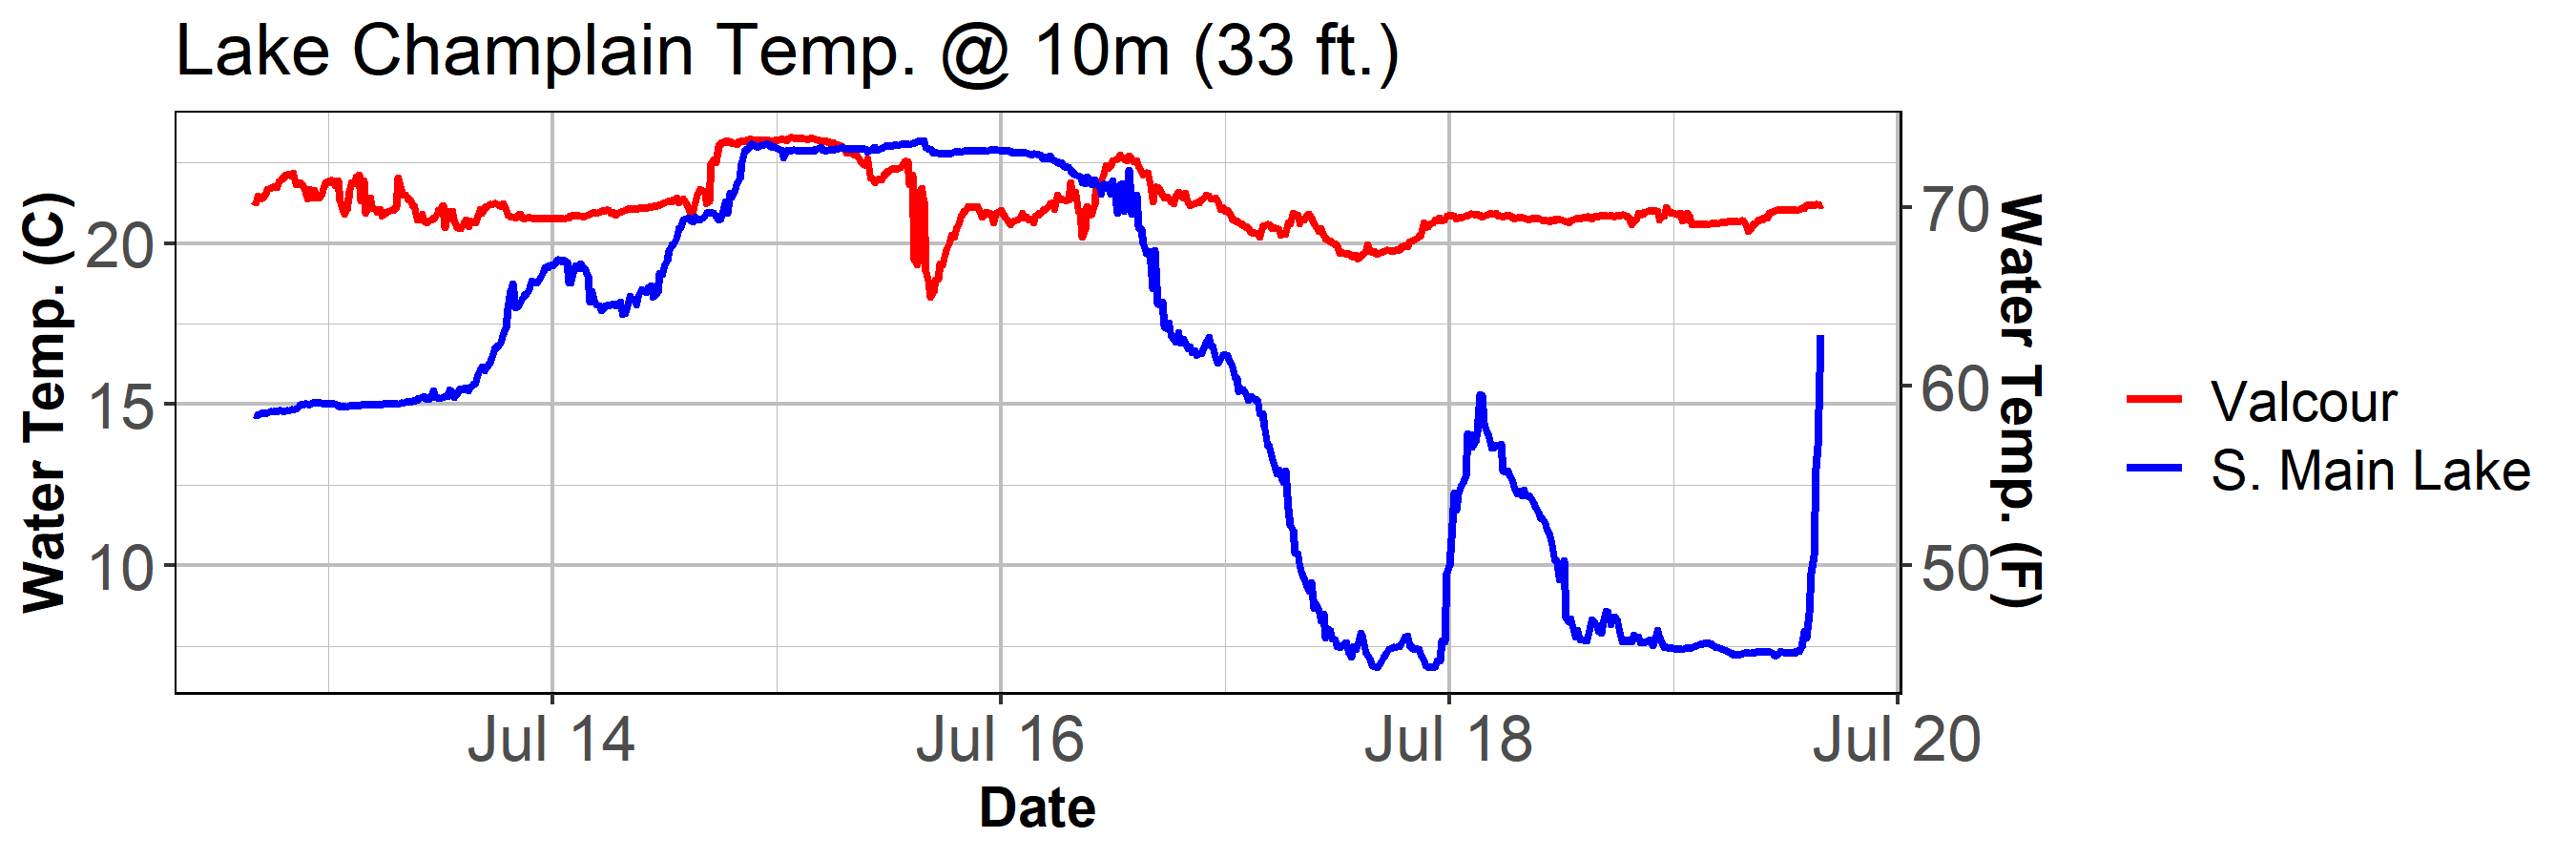 Lake Champlain Temp. @ 10m (33 ft.)
Water Temp. (C)
20
15
10
70
60
50
Water Temp. (F)
Valcour
S. Main Lake
Jul 14
Jul 16
Jul 18
Jul 20
Date